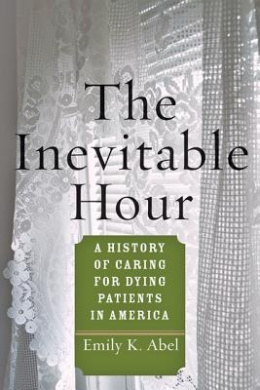 The
Inevitable
Hour
A HISTORY
OF CARING
FOR DYING
PATIENTS
IN AMERICA
Emily K. Abel